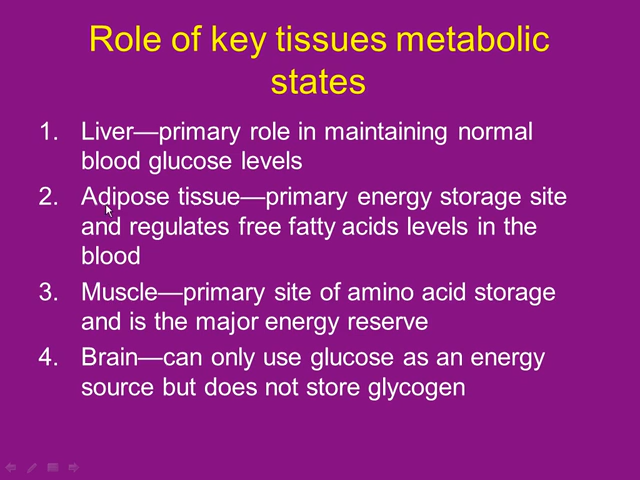 Role of key tissues metabolic
states
1. Liver—primary role in maintaining normal
blood glucose levels
2. Adipose tissue—primary energy storage site
and regulates free fatty acids levels in the
blood
3. Muscle—primary site of amino acid storage
and is the major energy reserve
4. Brain—can only use glucose as an energy
source but does not store glycogen